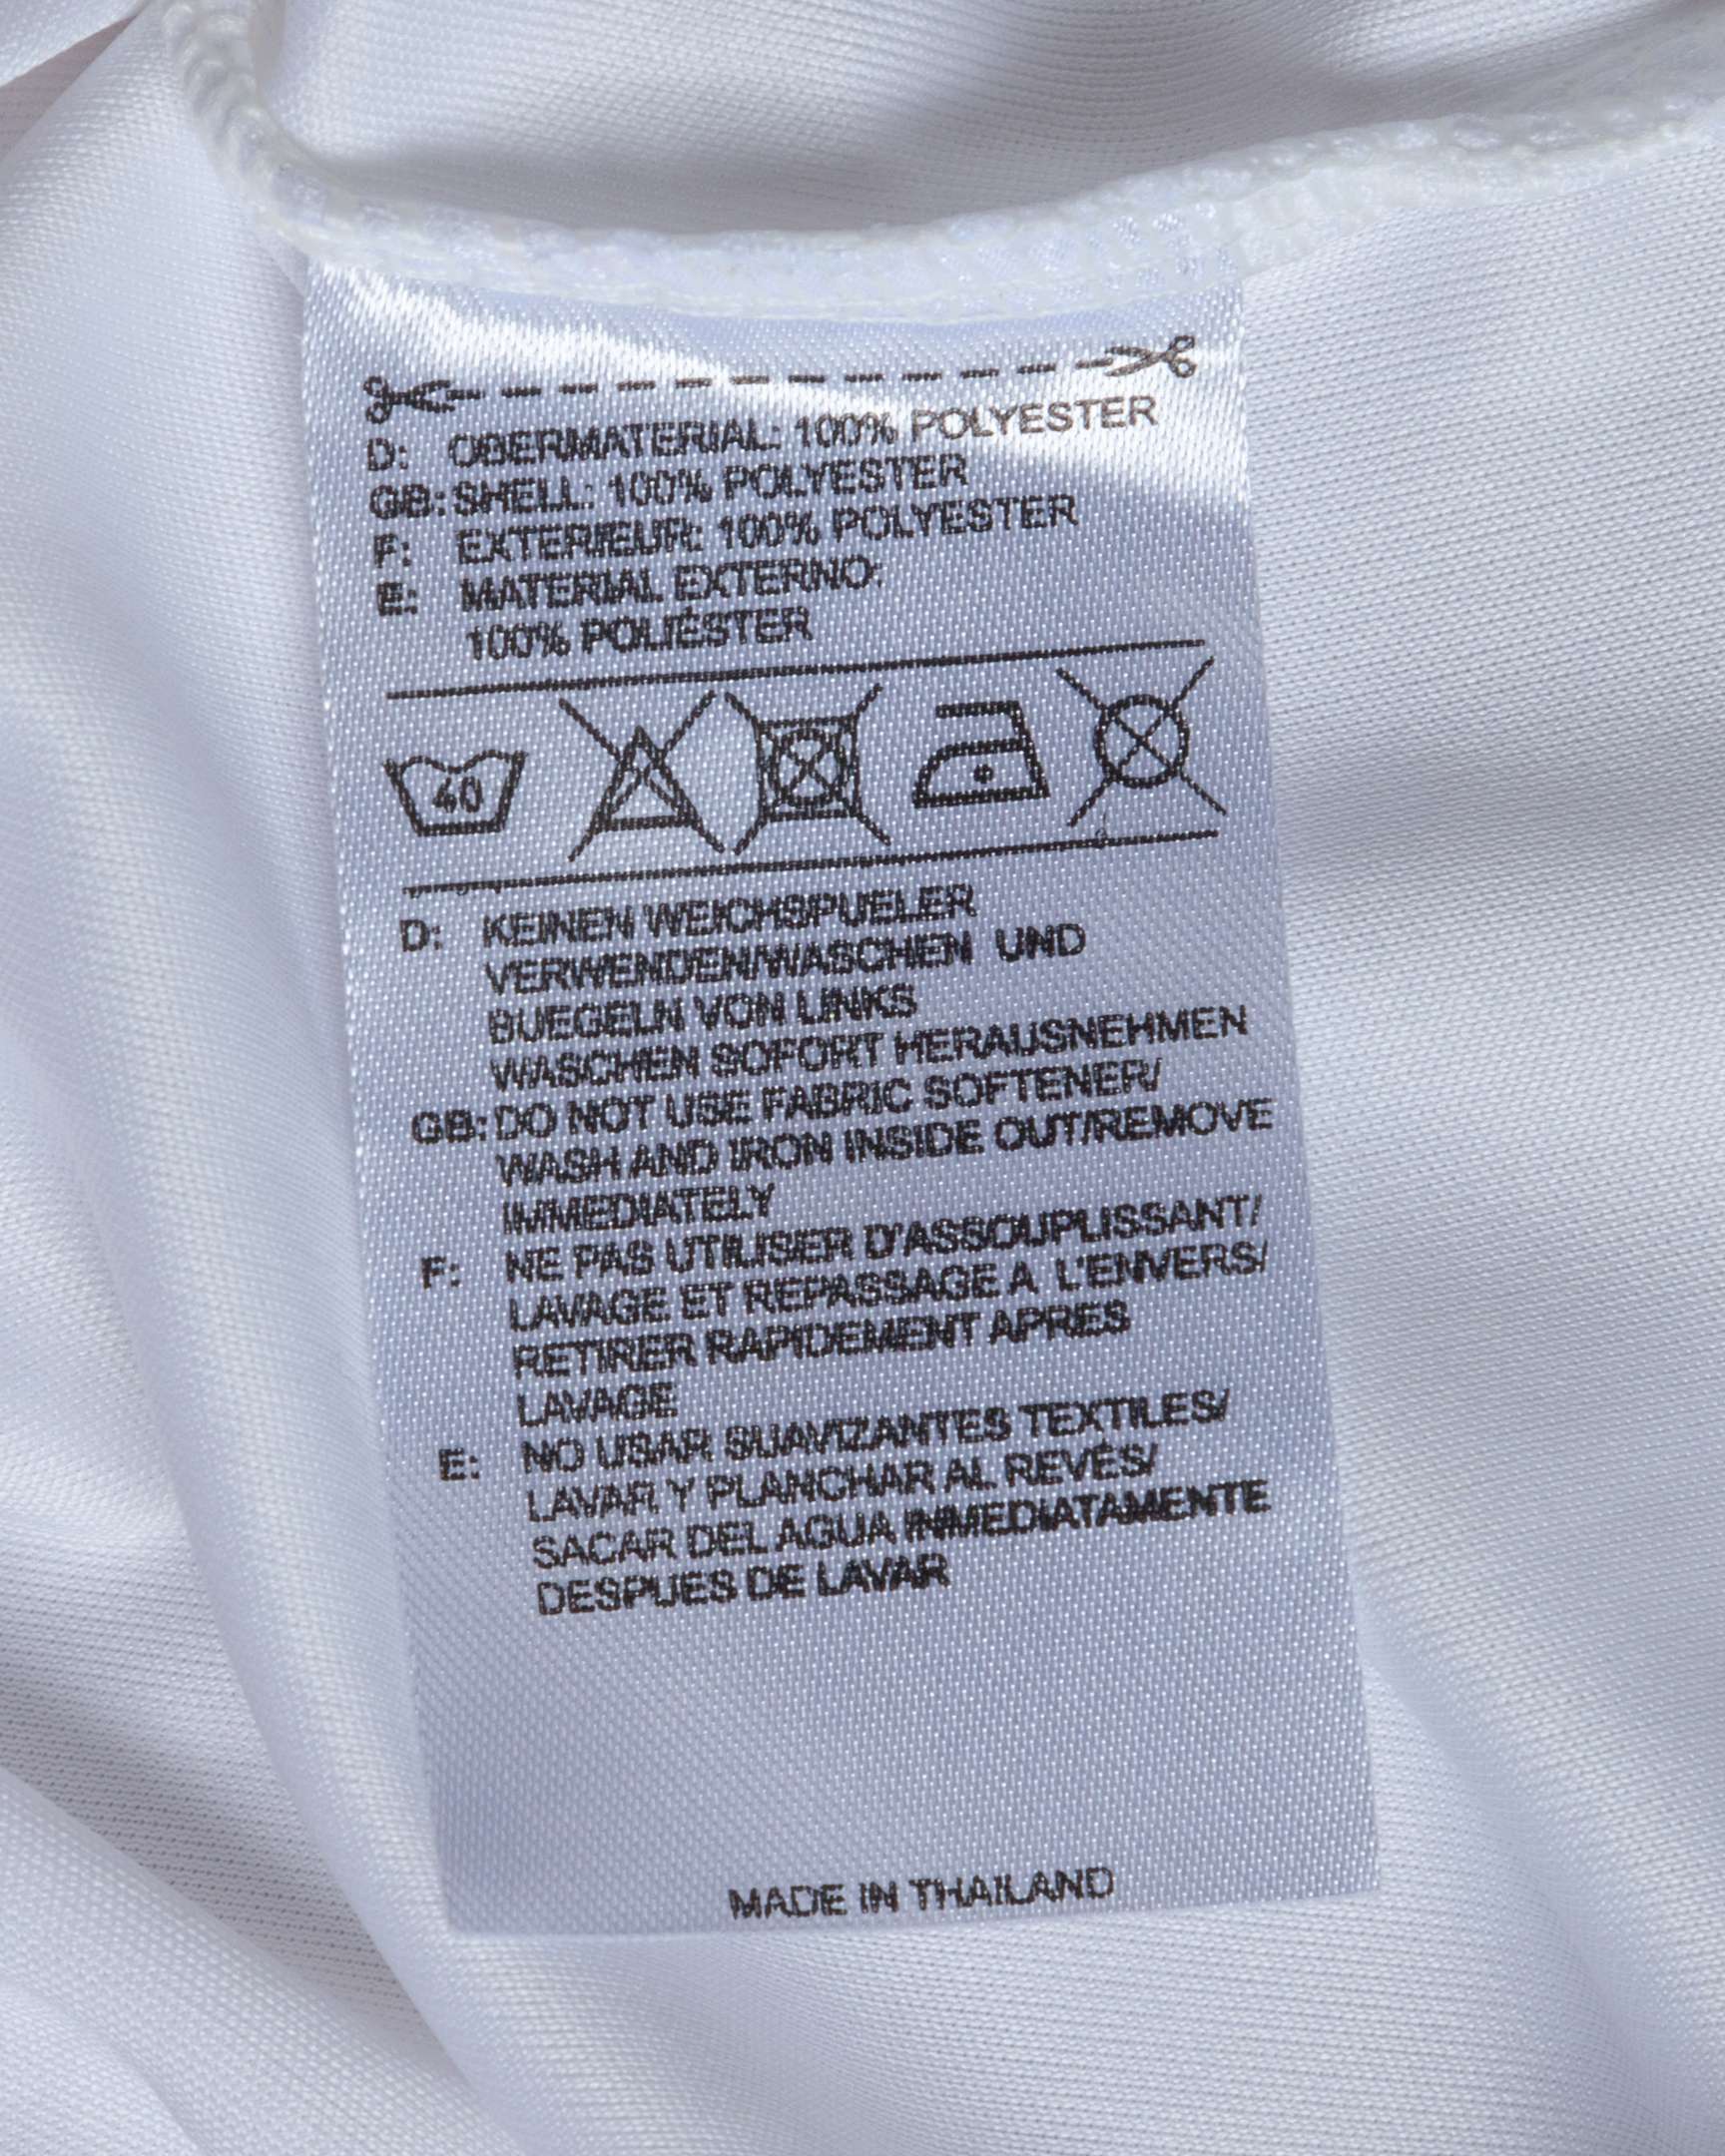 D: OBERMATERIAL: 100% POLYESTER
GB: SHELL: 100% POLYESTER
F: EXTERIEUR: 100% POLYESTER
E: MATERIAL EXTERNO:
100% POLIÉSTER
40
D: KEINEN WEICHSPUELER
VERWENDEN/WASCHEN UND
BUEGELN VON LINKS
WASCHEN SOFORT HERAUSNEHMEN
GB: DO NOT USE FABRIC SOFTENER/
WASH AND IRON INSIDE OUT/REMOVE
IMMEDIATELY
F: NE PAS UTILISER D'ASSOUPLISSANT/
LAVAGE ET REPASSAGE A L'ENVERS/
RETIRER RAPIDEMENT APRES
LAVAGE
E: NO USAR SUAVIZANTES TEXTILES/
LAVAR Y PLANCHAR AL REVÉS/
SACAR DEL AGUA INMEDIATAMENTE
DESPUES DE LAVAR
MADE IN THAILAND